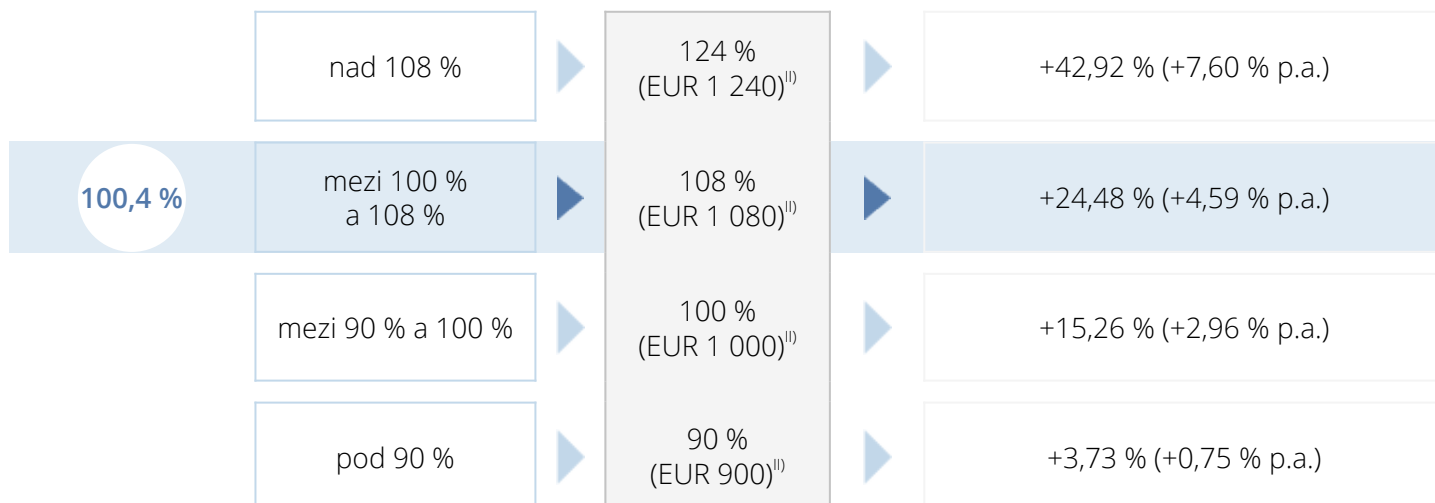 nad 108 %
124 %
(EUR 1 240)II)
+42,92 % (+7,60 % p.a.)
100,4 %
mezi 100 %
a 108 %
108 %
(EUR 1 080)II)
+24,48 % (+4,59 % p.a.)
mezi 90 % a 100 %
100 %
(EUR 1 000)II)
+15,26 % (+2,96 % p.a.)
pod 90 %
90 %
(EUR 900)II)
+3,73 % (+0,75 % p.a.)